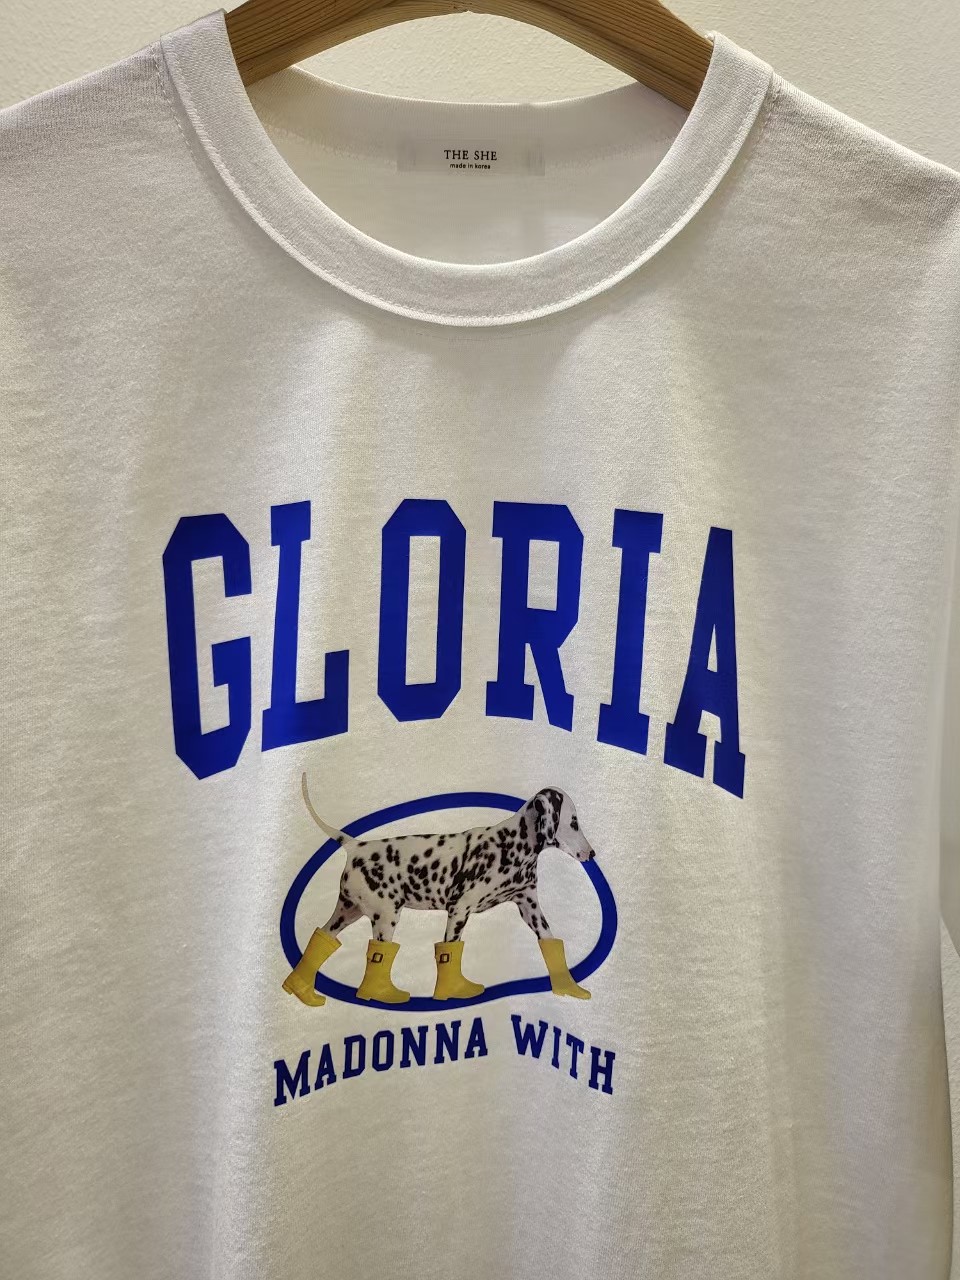 THE SHE
made in korea
GLORIA
MADONNA WITH